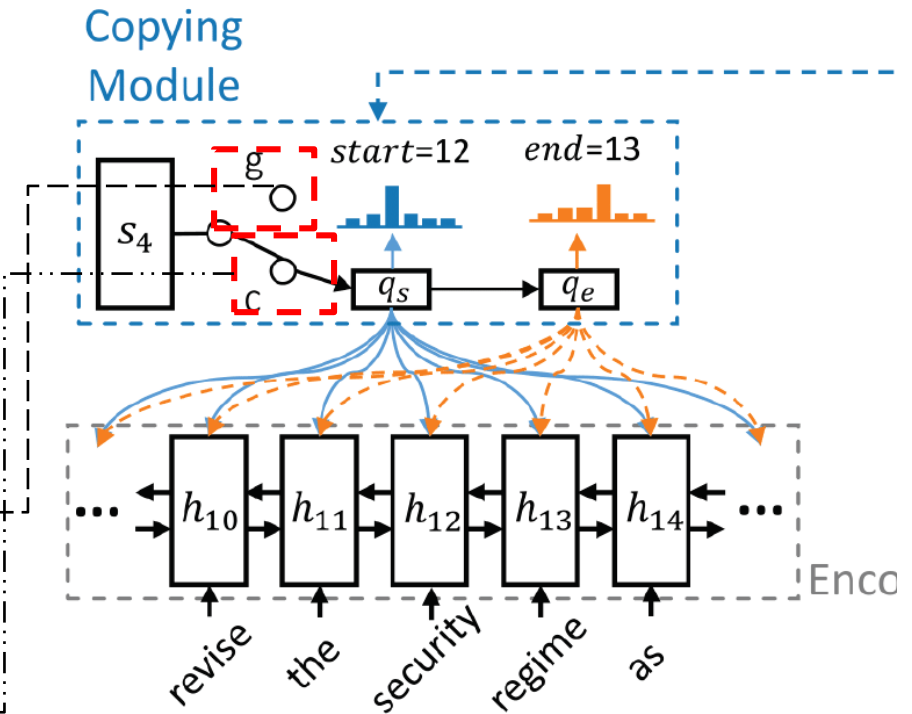 Copying
Module
g
start=12
end=13
s₄
c
qₛ
qₑ
... h₁₀ h₁₁ h₁₂ h₁₃ h₁₄ ...
Enco
revise the security regime as